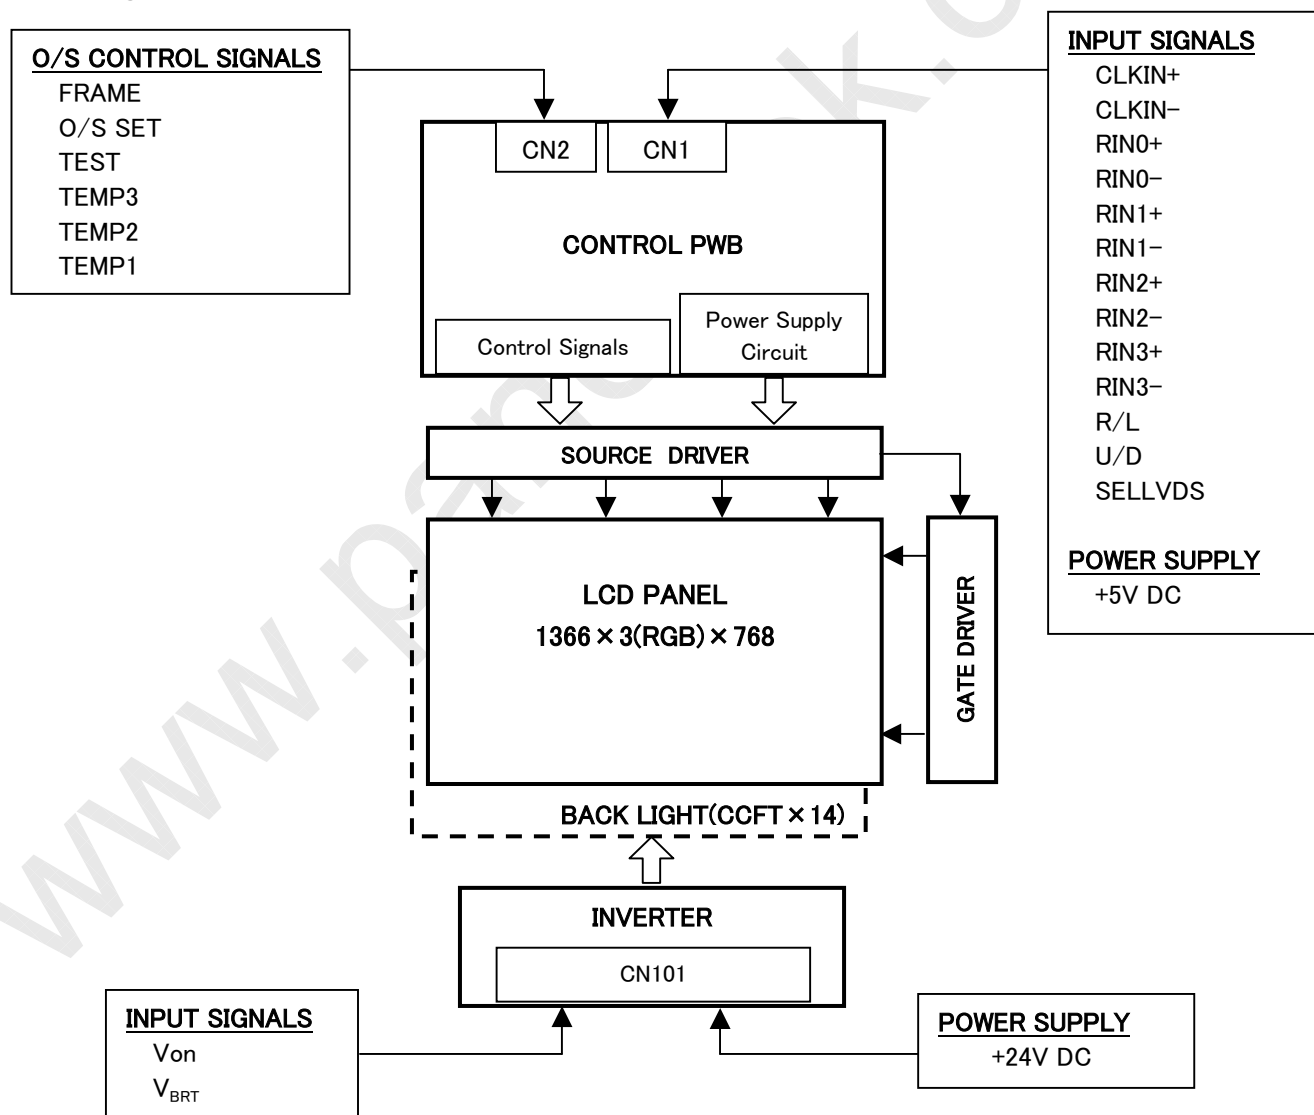 O/S CONTROL SIGNALS
FRAME
O/S SET
TEST
TEMP3
TEMP2
TEMP1
INPUT SIGNALS
CLKIN+
CLKIN−
RIN0+
RIN0−
RIN1+
RIN1−
RIN2+
RIN2−
RIN3+
RIN3−
R/L
U/D
SELLVDS
POWER SUPPLY
+5V DC
CN2
CN1
CONTROL PWB
Control Signals
Power Supply
Circuit
SOURCE DRIVER
LCD PANEL
1366×3(RGB)×768
GATE DRIVER
BACK LIGHT(CCFT×14)
INVERTER
CN101
INPUT SIGNALS
Von
VBRT
POWER SUPPLY
+24V DC